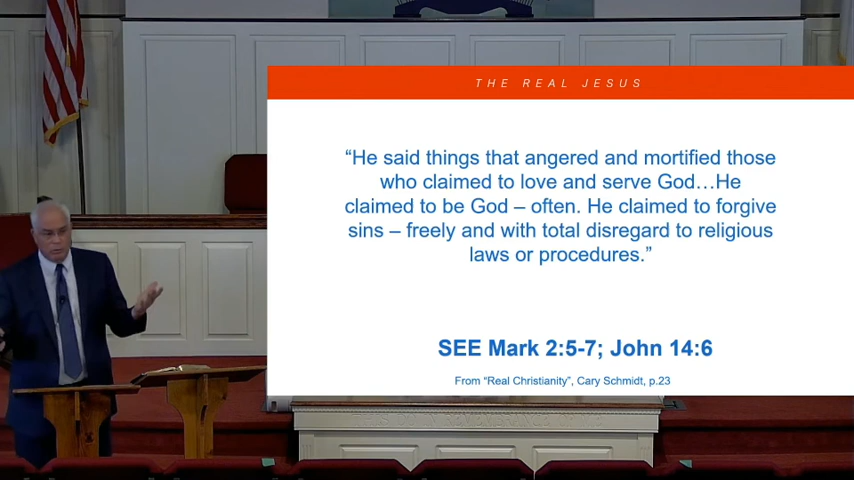 THE REAL JESUS
“He said things that angered and mortified those
who claimed to love and serve God…He
claimed to be God – often. He claimed to forgive
sins – freely and with total disregard to religious
laws or procedures.”
SEE Mark 2:5-7; John 14:6
From “Real Christianity”, Cary Schmidt, p.23